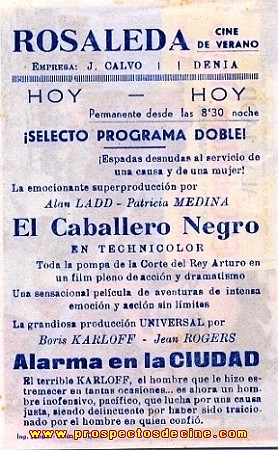 ROSALEDA CINE DE VERANO
EMPRESA: J. CALVO | | DENIA
HOY — HOY
Permanente desde las 8'30 noche
¡SELECTO PROGRAMA DOBLE!
¡Espadas desnudas al servicio de
una causa y de una mujer!
La emocionante superproducción por
Alan LADD - Patricia MEDINA
El Caballero Negro
EN TECHNICOLOR
Toda la pompa de la Corte del Rey Arturo en
un film pleno de acción y dramatismo
Una sensacional película de aventuras de intensa
emoción y acción sin límites
La grandiosa producción UNIVERSAL por
Boris KARLOFF - Jean ROGERS
Alarma en la CIUDAD
El terrible KARLOFF, el hombre que le hizo es-
tremecer en tantas ocasiones... es ahora un hom-
bre inofensivo, pacífico, que lucha por una causa
justa, siendo delincuente por haber sido traicio-
nado por el hombre en quien confió.
Imp.
www.prospectosdecine.com